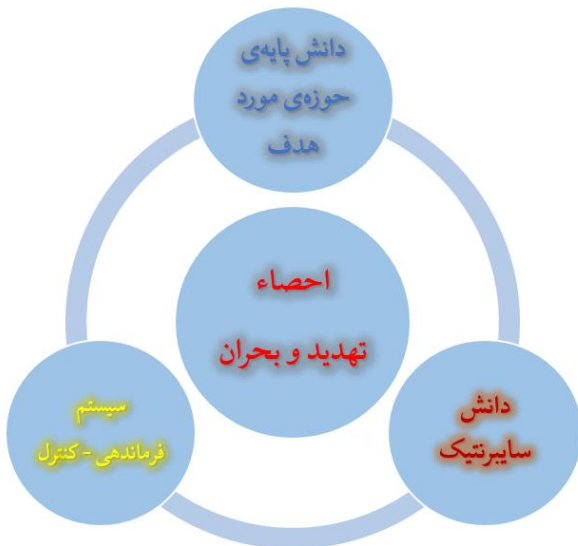 دانش پایه‌ی
حوزه‌ی مورد
هدف
احصاء
تهدید و بحران
سیستم
فرماندهی - کنترل
دانش
سایبرنتیک